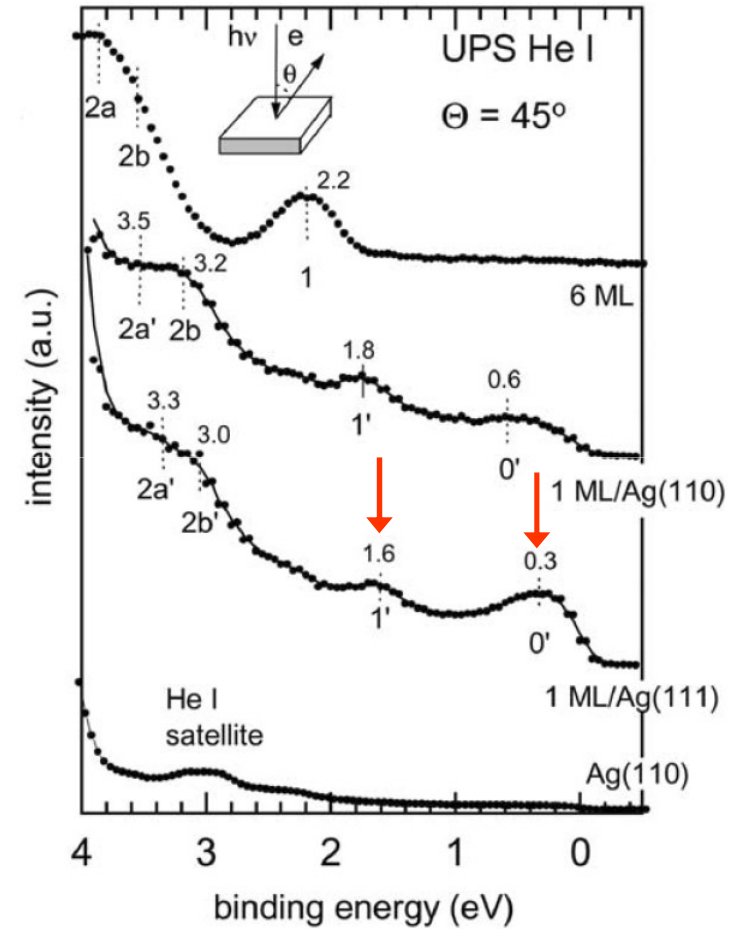 hν e
UPS He I
θ
Θ = 45º
2a
2b
2.2
1
6 ML
3.5
3.2
2a' 2b
1.8
1'
0.6
0'
1 ML/Ag(110)
3.3
3.0
2a'
2b'
1.6
1'
0.3
0'
1 ML/Ag(111)
He I
satellite
Ag(110)
4 3 2 1 0
binding energy (eV)
intensity (a.u.)